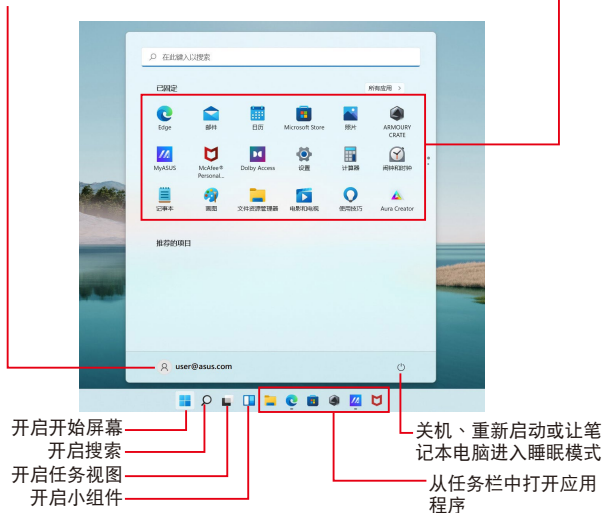 在此键入以搜索
已固定
所有应用 >
Edge
邮件
日历
Microsoft Store
照片
ARMOURY
CRATE
MyASUS
McAfee®
Personal...
Dolby Access
设置
计算器
闹钟和时钟
记事本
画图
文件资源管理器
电影和电视
使用技巧
Aura Creator
推荐的项目
user@asus.com
开启开始屏幕
开启搜索
开启任务视图
开启小组件
关机、重新启动或让笔
记本电脑进入睡眠模式
从任务栏中打开应用
程序